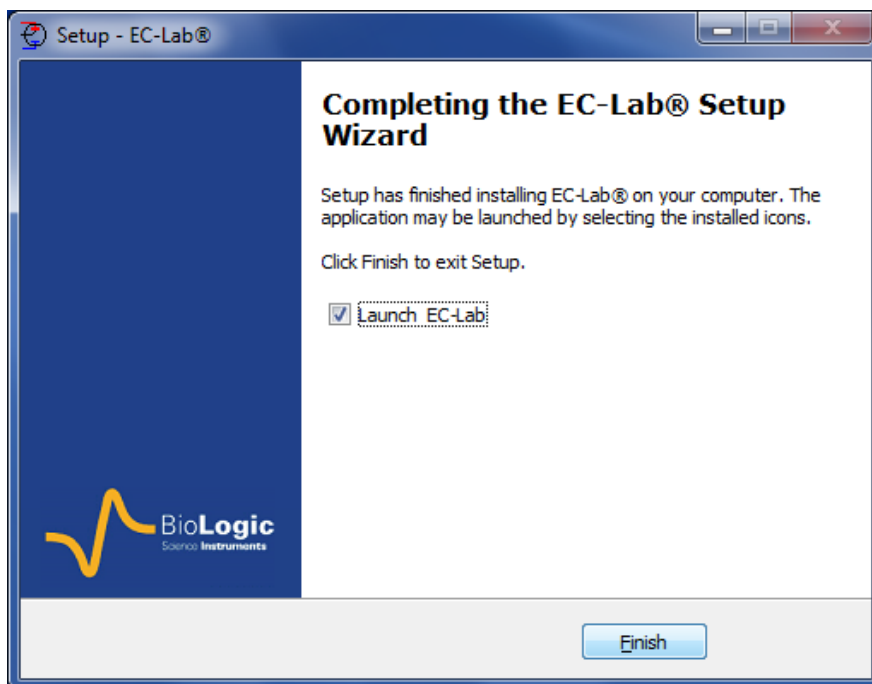 Setup - EC-Lab®
Completing the EC-Lab® Setup
Wizard
Setup has finished installing EC-Lab® on your computer. The
application may be launched by selecting the installed icons.
Click Finish to exit Setup.
Launch EC-Lab
BioLogic
Science Instruments
Finish